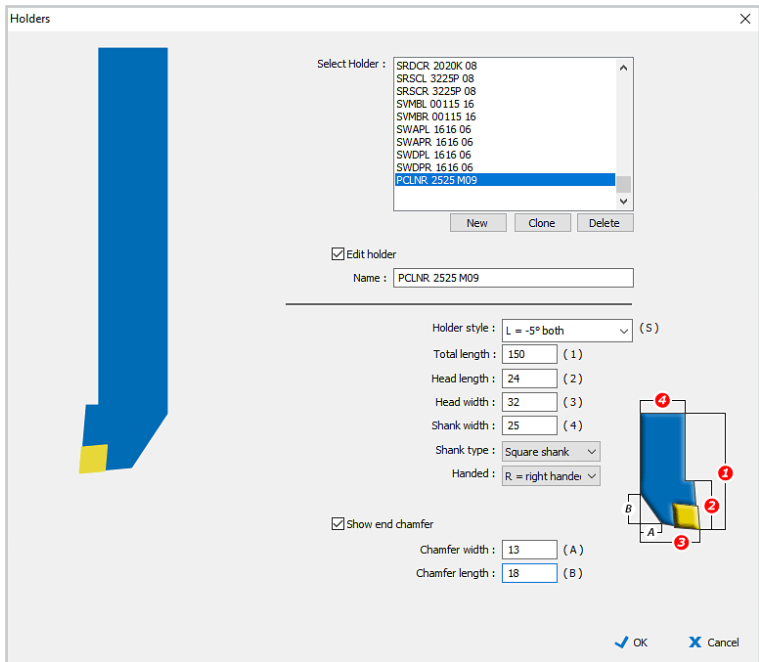 Holders
Select Holder :
SRDCR 2020K 08
SRSCL 3225P 08
SRSCR 3225P 08
SVMBL 00115 16
SVMBR 00115 16
SWAPL 1616 06
SWAPR 1616 06
SWDPL 1616 06
SWDPR 1616 06
PCLNR 2525 M09
New Clone Delete
Edit holder
Name : PCLNR 2525 M09
Holder style : L = -5º both (S)
Total length : 150 (1)
Head length : 24 (2)
Head width : 32 (3)
Shank width : 25 (4)
Shank type : Square shank
Handed : R = right handed
4
1
2
B
A
3
Show end chamfer
Chamfer width : 13 (A)
Chamfer length : 18 (B)
OK Cancel